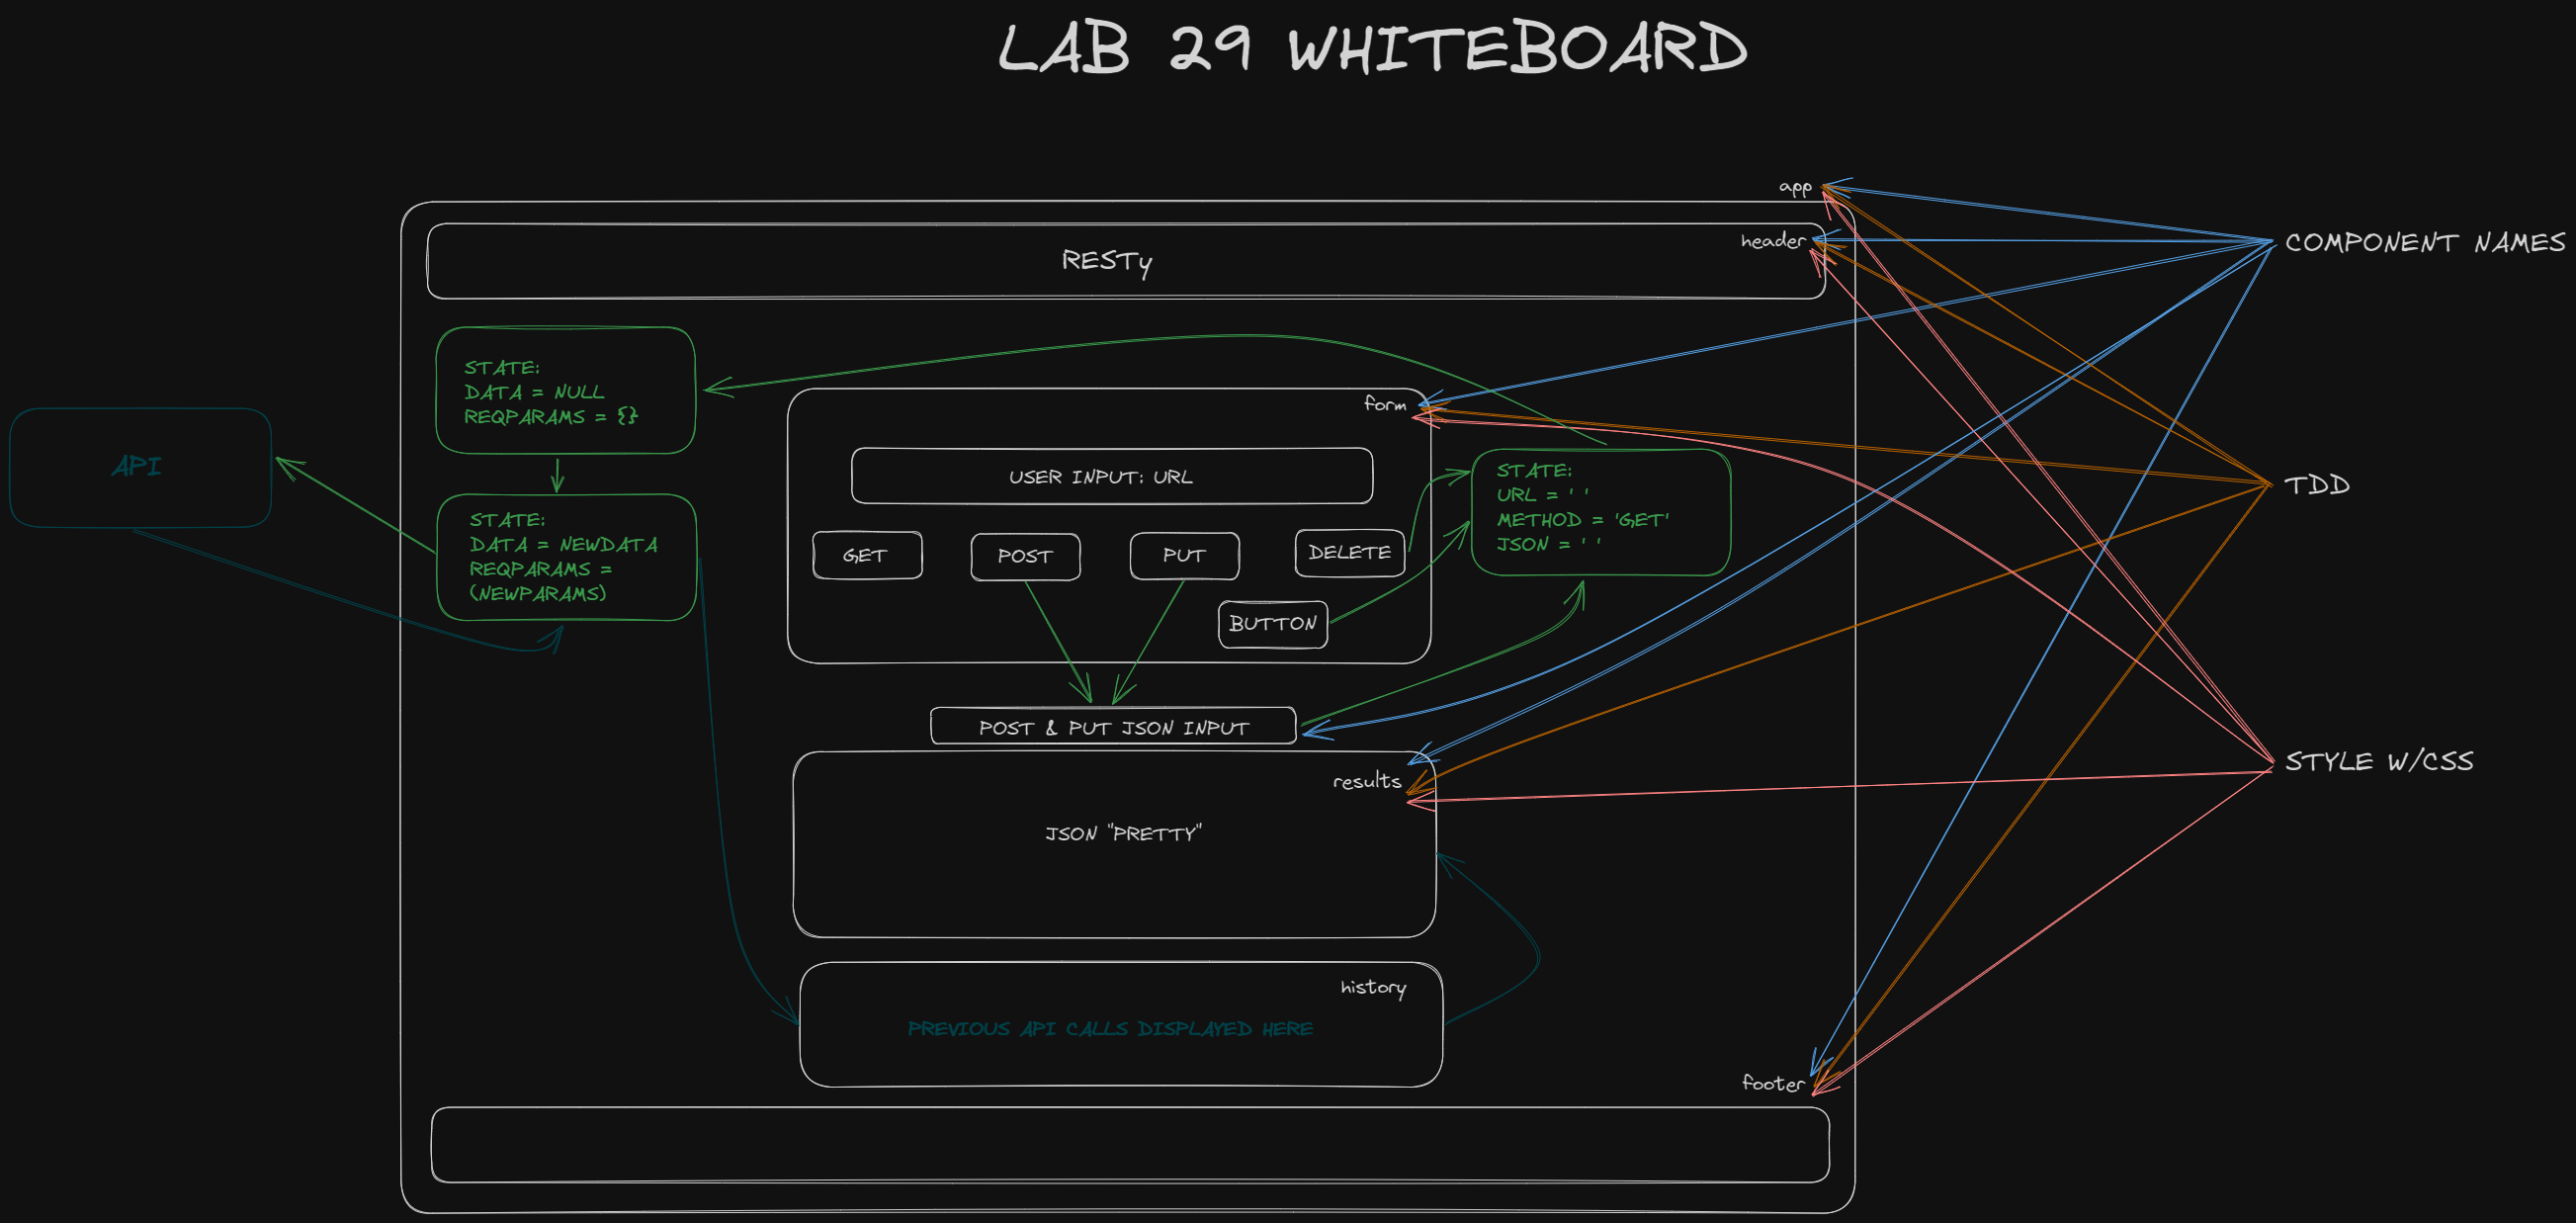 LAB 29 WHITEBOARD
app
header
RESTy
COMPONENT NAMES
STATE:
DATA = NULL
REQPARAMS = {}
form
API
USER INPUT: URL
STATE:
URL = ' '
METHOD = 'GET'
JSON = ' '
TDD
STATE:
DATA = NEWDATA
REQPARAMS =
(NEWPARAMS)
GET
POST
PUT
DELETE
BUTTON
POST & PUT JSON INPUT
results
STYLE W/CSS
JSON "PRETTY"
history
PREVIOUS API CALLS DISPLAYED HERE
footer